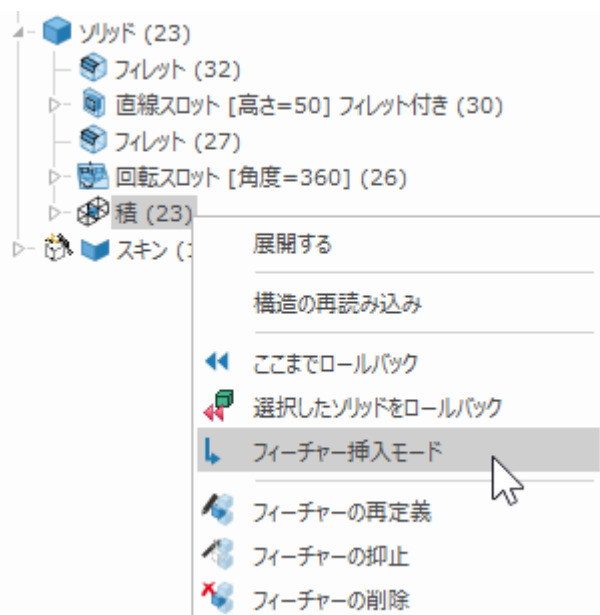 ソリッド (23)
フィレット (32)
直線スロット [高さ=50] フィレット付き (30)
フィレット (27)
回転スロット [角度=360] (26)
積 (23)
スキン (
展開する
構造の再読み込み
ここまでロールバック
選択したソリッドをロールバック
フィーチャー挿入モード
フィーチャーの再定義
フィーチャーの抑止
フィーチャーの削除